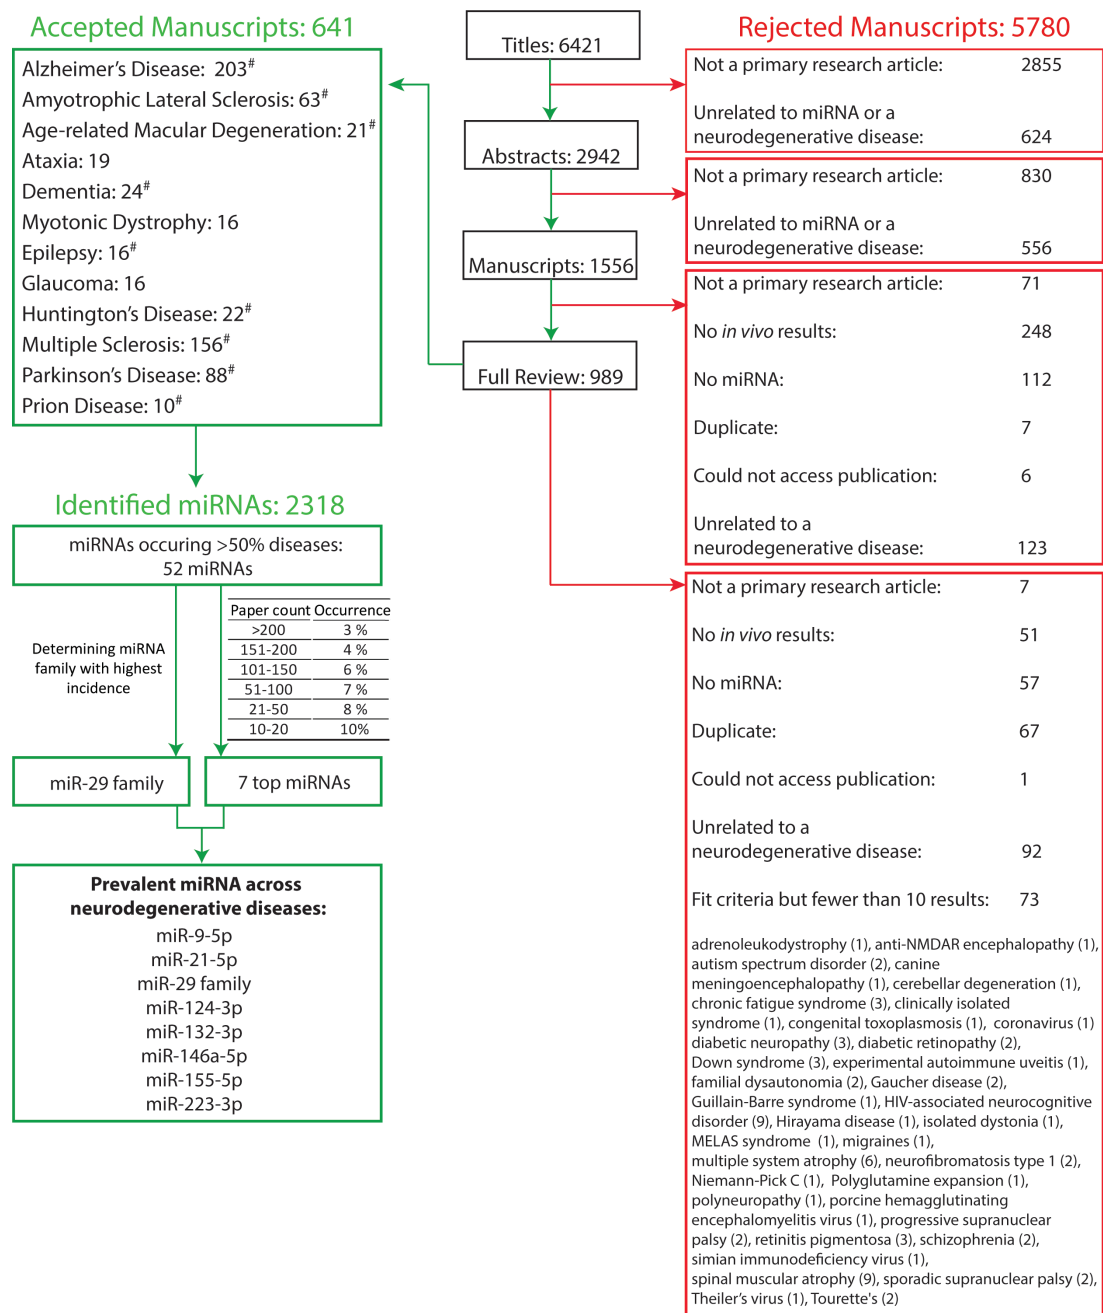 Accepted Manuscripts: 641
Alzheimer's Disease: 203#
Amyotrophic Lateral Sclerosis: 63#
Age-related Macular Degeneration: 21#
Ataxia: 19
Dementia: 24#
Myotonic Dystrophy: 16
Epilepsy: 16#
Glaucoma: 16
Huntington's Disease: 22#
Multiple Sclerosis: 156#
Parkinson's Disease: 88#
Prion Disease: 10#
Identified miRNAs: 2318
miRNAs occuring >50% diseases:
52 miRNAs
Determining miRNA
family with highest
incidence
Paper count Occurrence
>200 3 %
151-200 4 %
101-150 6 %
51-100 7 %
21-50 8 %
10-20 10%
miR-29 family
7 top miRNAs
Prevalent miRNA across
neurodegenerative diseases:
miR-9-5p
miR-21-5p
miR-29 family
miR-124-3p
miR-132-3p
miR-146a-5p
miR-155-5p
miR-223-3p
Titles: 6421
Abstracts: 2942
Manuscripts: 1556
Full Review: 989
Rejected Manuscripts: 5780
Not a primary research article: 2855
Unrelated to miRNA or a
neurodegenerative disease: 624
Not a primary research article: 830
Unrelated to miRNA or a
neurodegenerative disease: 556
Not a primary research article: 71
No in vivo results: 248
No miRNA: 112
Duplicate: 7
Could not access publication: 6
Unrelated to a
neurodegenerative disease: 123
Not a primary research article: 7
No in vivo results: 51
No miRNA: 57
Duplicate: 67
Could not access publication: 1
Unrelated to a
neurodegenerative disease: 92
Fit criteria but fewer than 10 results: 73
adrenoleukodystrophy (1), anti-NMDAR encephalopathy (1),
autism spectrum disorder (2), canine
meningoencephalopathy (1), cerebellar degeneration (1),
chronic fatigue syndrome (3), clinically isolated
syndrome (1), congenital toxoplasmosis (1), coronavirus (1)
diabetic neuropathy (3), diabetic retinopathy (2),
Down syndrome (3), experimental autoimmune uveitis (1),
familial dysautonomia (2), Gaucher disease (2),
Guillain-Barre syndrome (1), HIV-associated neurocognitive
disorder (9), Hirayama disease (1), isolated dystonia (1),
MELAS syndrome (1), migraines (1),
multiple system atrophy (6), neurofibromatosis type 1 (2),
Niemann-Pick C (1), Polyglutamine expansion (1),
polyneuropathy (1), porcine hemagglutinating
encephalomyelitis virus (1), progressive supranuclear
palsy (2), retinitis pigmentosa (3), schizophrenia (2),
simian immunodeficiency virus (1),
spinal muscular atrophy (9), sporadic supranuclear palsy (2),
Theiler's virus (1), Tourette's (2)